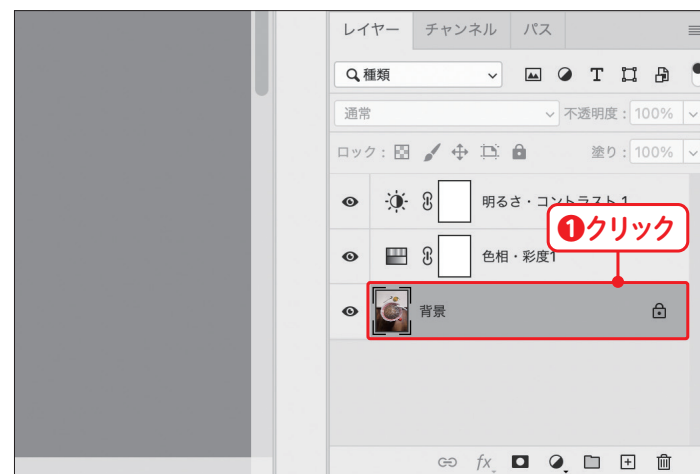 レイヤー チャンネル パス
種類
通常 不透明度：100%
ロック： 塗り：100%
明るさ・コントラスト 1
❶クリック
色相・彩度1
背景
fx